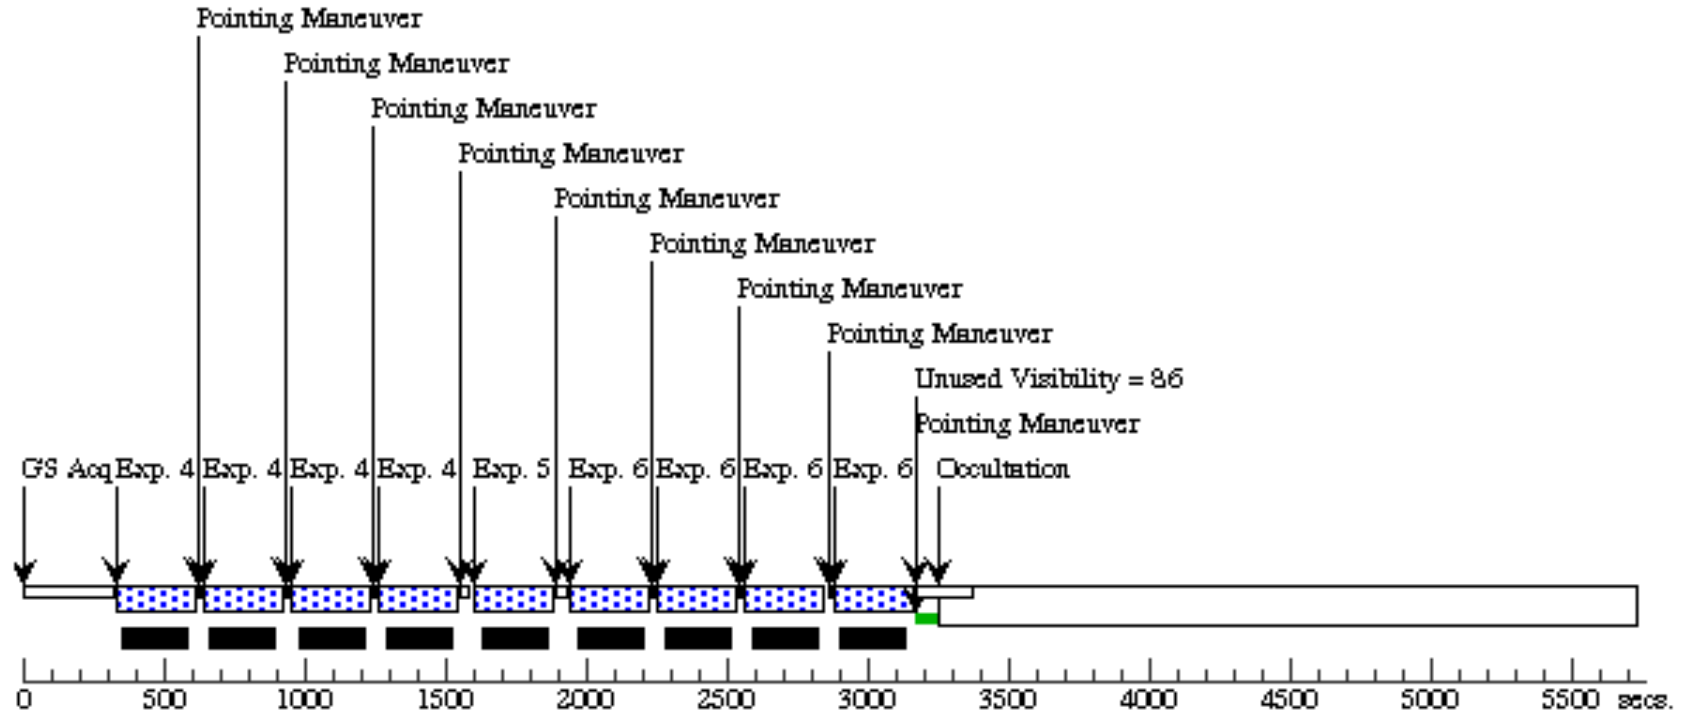 Pointing Maneuver
Pointing Maneuver
Pointing Maneuver
Pointing Maneuver
Pointing Maneuver
Pointing Maneuver
Pointing Maneuver
Pointing Maneuver
Unused Visibility = 86
Pointing Maneuver
GS Acq Exp. 4 Exp. 4 Exp. 4 Exp. 4 Exp. 5 Exp. 6 Exp. 6 Exp. 6 Exp. 6 Occultation
0 500 1000 1500 2000 2500 3000 3500 4000 4500 5000 5500 secs.